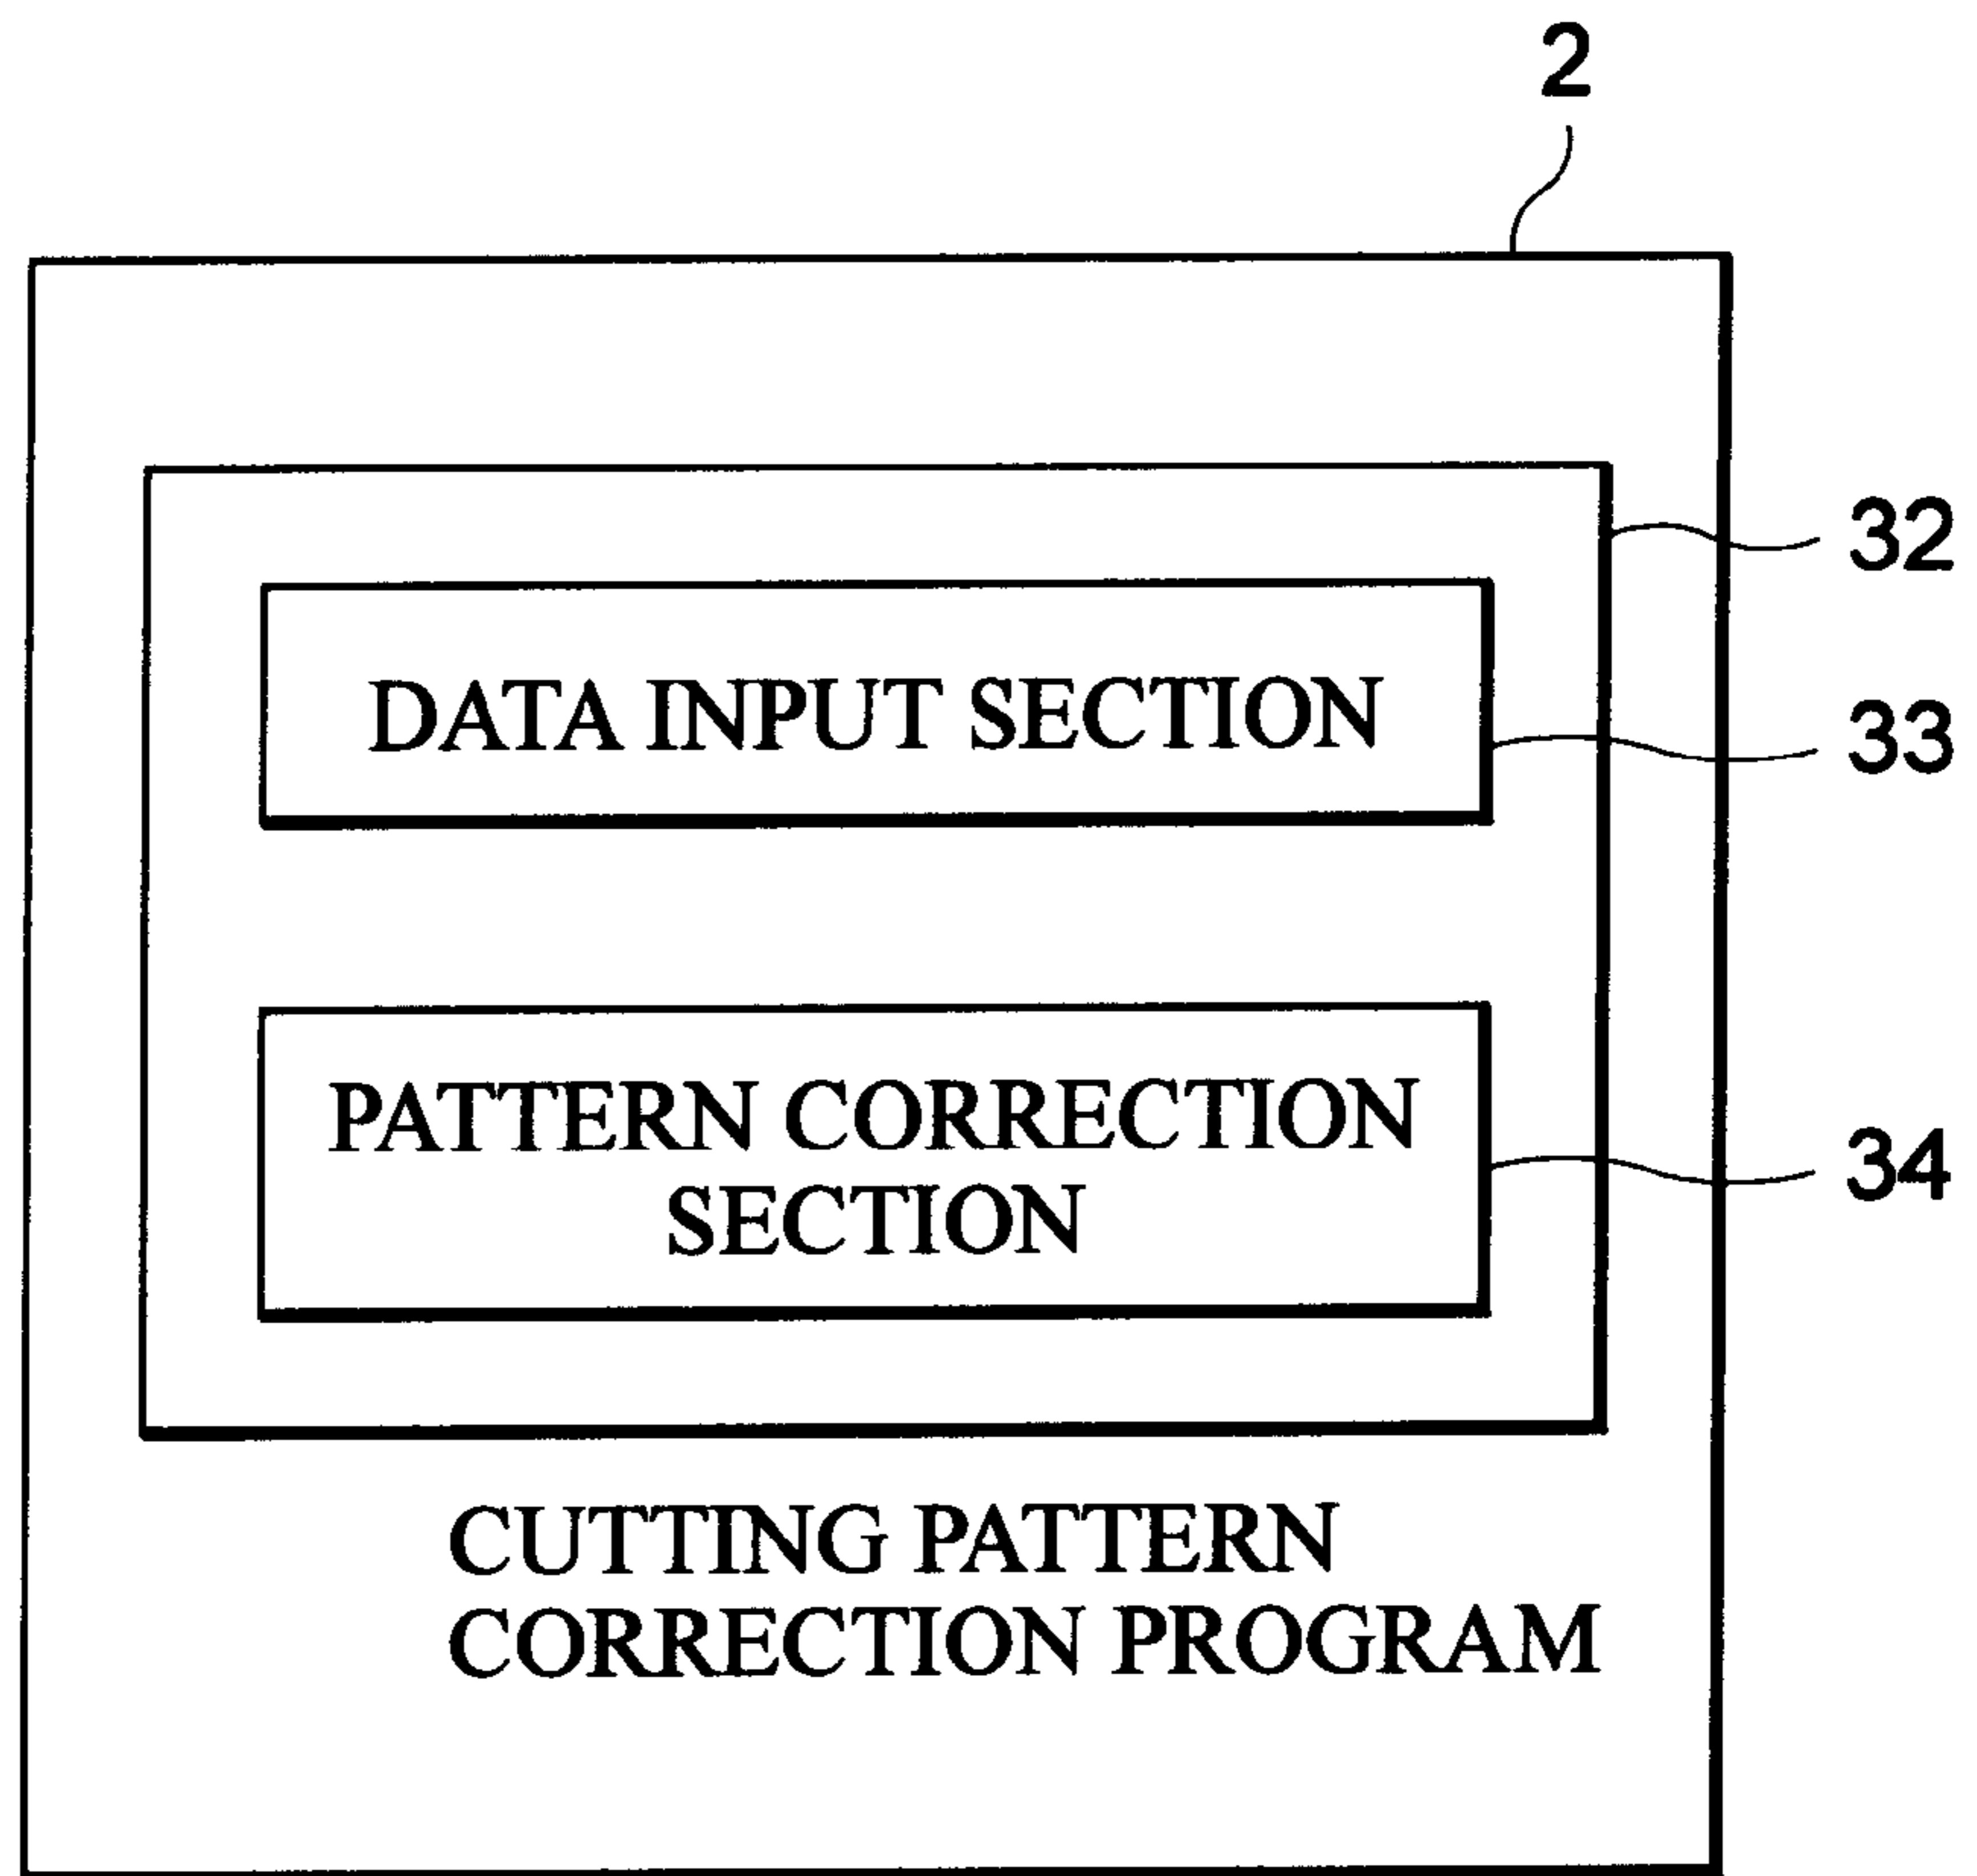 2
32
DATA INPUT SECTION
33
PATTERN CORRECTION
SECTION
34
CUTTING PATTERN
CORRECTION PROGRAM